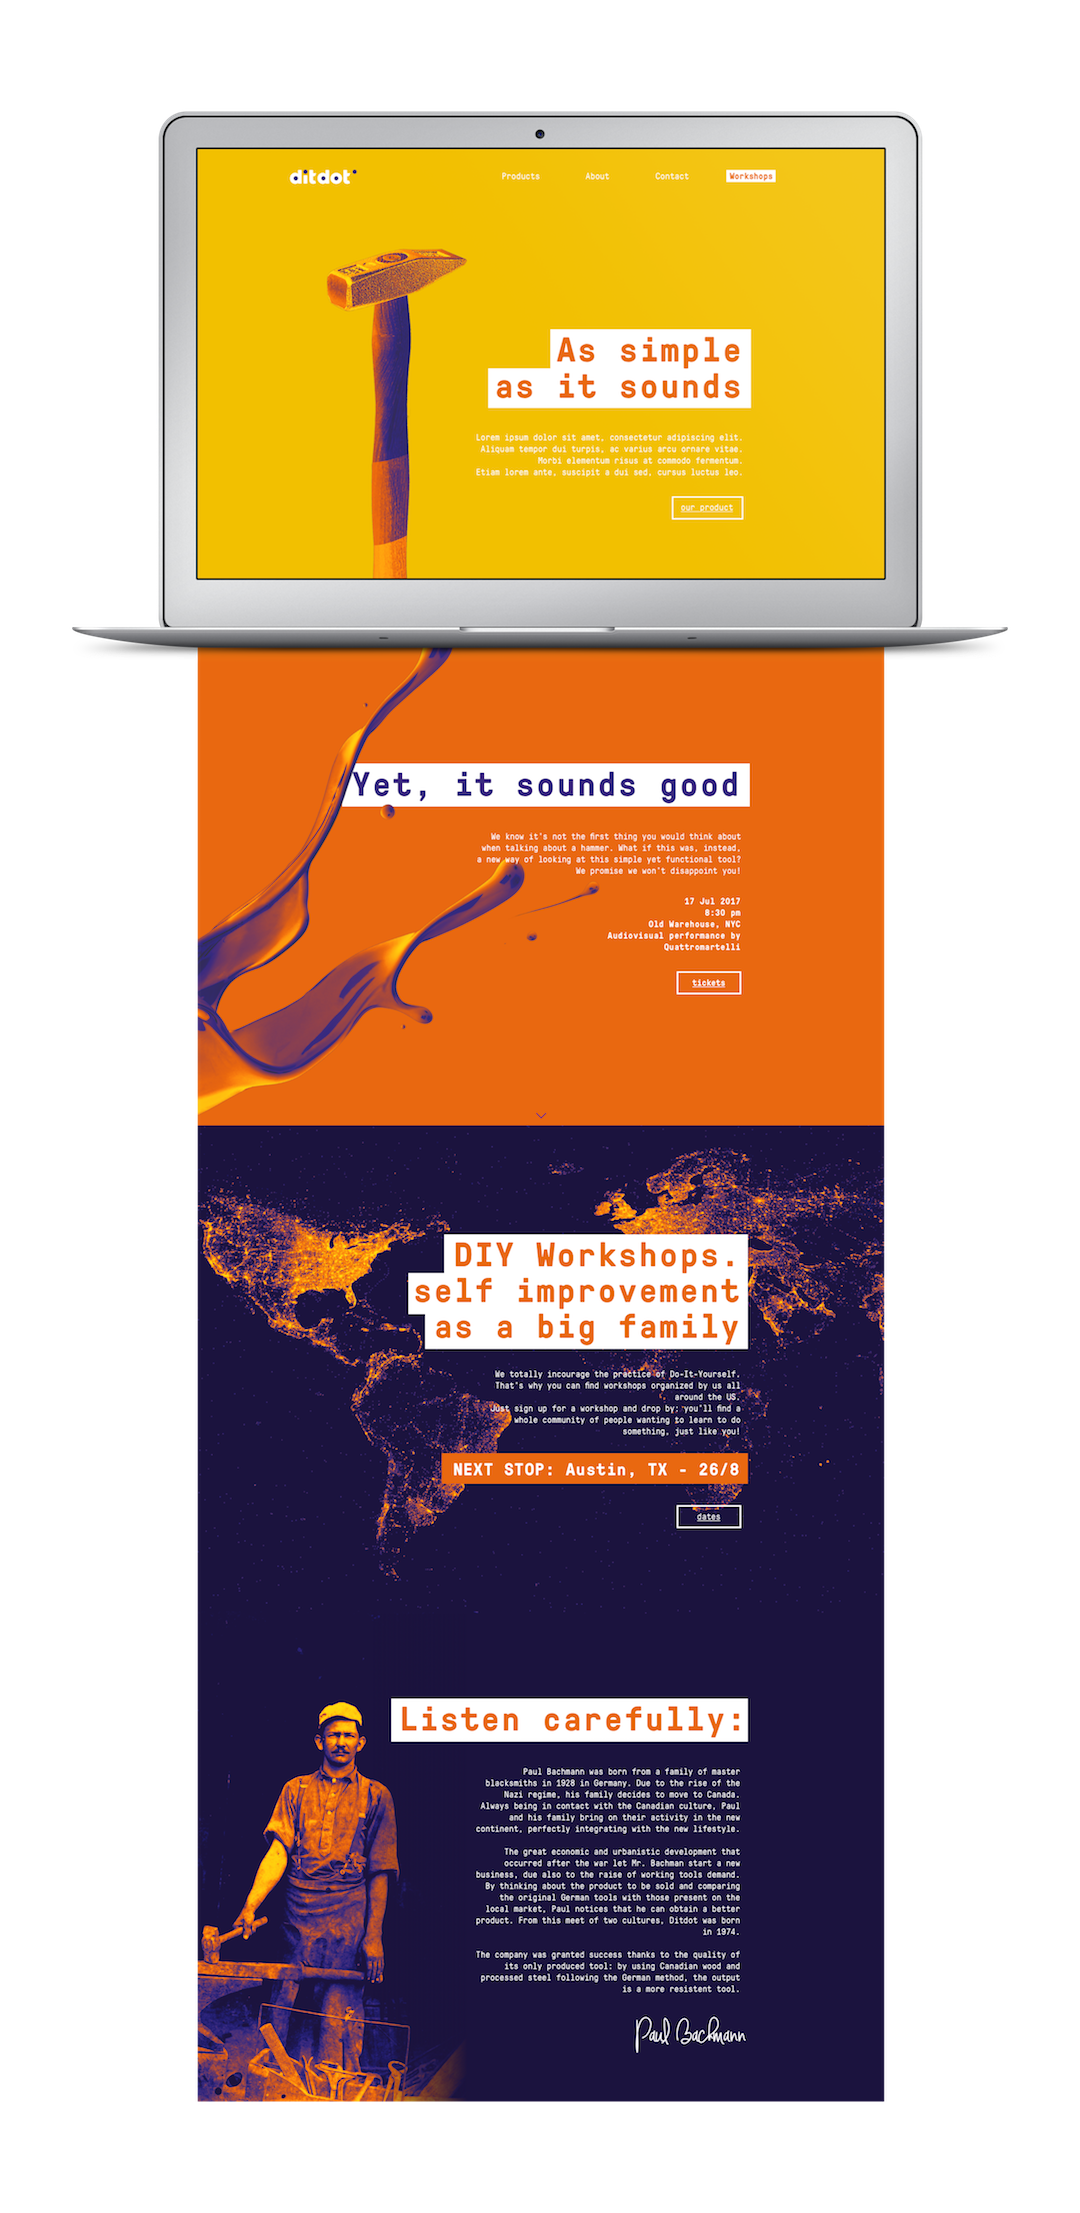 ditdot
Products About Contact Workshops
As simple
as it sounds
Lorem ipsum dolor sit amet, consectetur adipiscing elit.
Aliquam tempor dui turpis, ac varius arcu ornare vitae.
Morbi elementum risus at commodo fermentum.
Etiam lorem ante, suscipit a dui sed, cursus luctus leo.
our product
Yet, it sounds good
We know it's not the first thing you would think about
when talking about a hammer. What if this was, instead,
a new way of looking at this simple yet functional tool?
We promise we won't disappoint you!
17 Jul 2017
8:30 pm
Old Warehouse, NYC
Audiovisual performance by
Quattromartelli
tickets
DIY Workshops.
self improvement
as a big family
We totally incourage the practice of Do-It-Yourself.
That's why you can find workshops organized by us all
around the US.
Just sign up for a workshop and drop by: you'll find a
whole community of people wanting to learn to do
something, just like you!
NEXT STOP: Austin, TX - 26/8
dates
Listen carefully:
Paul Bachmann was born from a family of master
blacksmiths in 1928 in Germany. Due to the rise of the
Nazi regime, his family decides to move to Canada.
Always being in contact with the Canadian culture, Paul
and his family bring on their activity in the new
continent, perfectly integrating with the new lifestyle.
The great economic and urbanistic development that
occurred after the war let Mr. Bachman start a new
business, due also to the raise of working tools demand.
By thinking about the product to be sold and comparing
the original German tools with those present on the
local market, Paul notices that he can obtain a better
product. From this meet of two cultures, Ditdot was born
in 1974.
The company was granted success thanks to the quality of
its only produced tool: by using Canadian wood and
processed steel following the German method, the output
is a more resistent tool.
Paul Bachmann